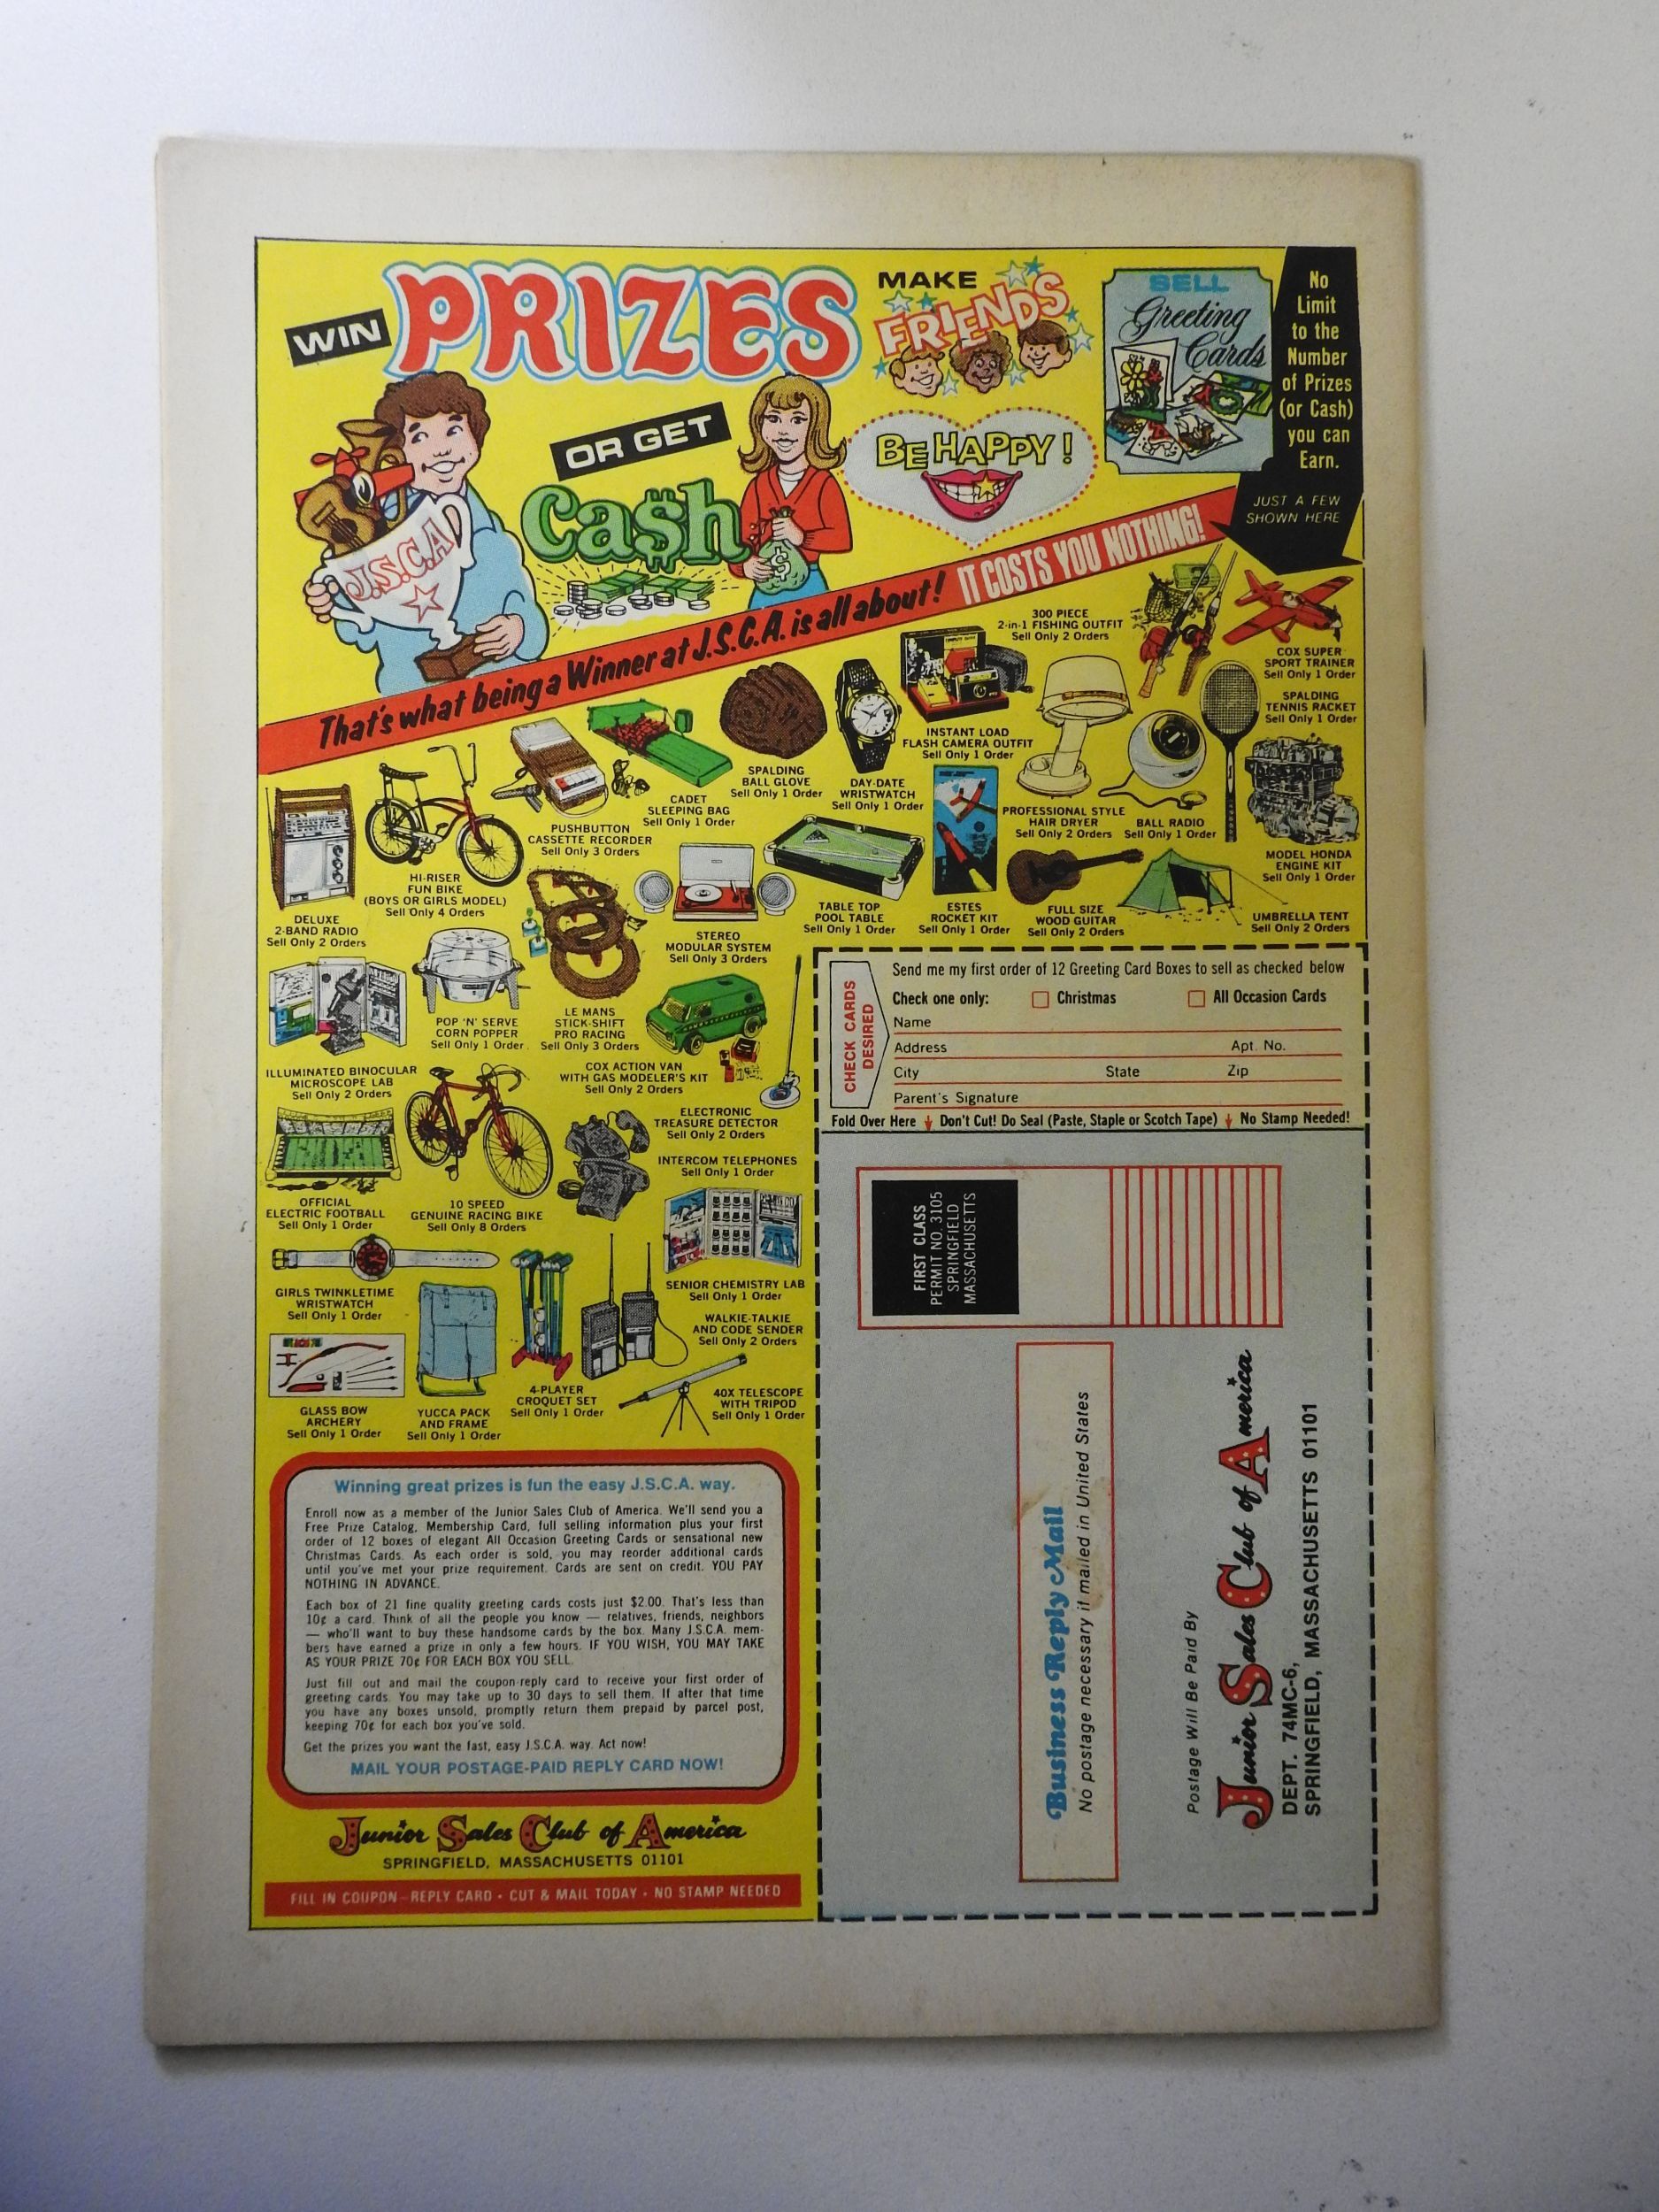 WIN PRIZES
OR GET
Ca$h
MAKE
FRIENDS
BE HAPPY!
SELL
Greeting
Cards
No
Limit
to the
Number
of Prizes
(or Cash)
you can
Earn.
JUST A FEW
SHOWN HERE
J.S.C.A.
That's what being a Winner at J.S.C.A. is all about! IT COSTS YOU NOTHING!
300 PIECE
2-in-1 FISHING OUTFIT
Sell Only 2 Orders
COX SUPER
SPORT TRAINER
Sell Only 1 Order
SPALDING
TENNIS RACKET
Sell Only 1 Order
INSTANT LOAD
FLASH CAMERA OUTFIT
Sell Only 1 Order
SPALDING
BALL GLOVE
Sell Only 1 Order
DAY-DATE
WRISTWATCH
Sell Only 1 Order
CADET
SLEEPING BAG
Sell Only 1 Order
PUSHBUTTON
CASSETTE RECORDER
Sell Only 3 Orders
PROFESSIONAL STYLE
HAIR DRYER
Sell Only 2 Orders
BALL RADIO
Sell Only 1 Order
MODEL HONDA
ENGINE KIT
Sell Only 1 Order
HI-RISER
FUN BIKE
(BOYS OR GIRLS MODEL)
Sell Only 4 Orders
DELUXE
2-BAND RADIO
Sell Only 2 Orders
TABLE TOP
POOL TABLE
Sell Only 1 Order
ESTES
ROCKET KIT
Sell Only 1 Order
FULL SIZE
WOOD GUITAR
Sell Only 2 Orders
UMBRELLA TENT
Sell Only 2 Orders
STEREO
MODULAR SYSTEM
Sell Only 3 Orders
POP 'N' SERVE
CORN POPPER
Sell Only 1 Order
LE MANS
STICK-SHIFT
PRO RACING
Sell Only 3 Orders
ILLUMINATED BINOCULAR
MICROSCOPE LAB
Sell Only 2 Orders
COX ACTION VAN
WITH GAS MODELER'S KIT
Sell Only 2 Orders
ELECTRONIC
TREASURE DETECTOR
Sell Only 2 Orders
INTERCOM TELEPHONES
Sell Only 1 Order
OFFICIAL
ELECTRIC FOOTBALL
Sell Only 1 Order
10 SPEED
GENUINE RACING BIKE
Sell Only 8 Orders
SENIOR CHEMISTRY LAB
Sell Only 1 Order
GIRLS TWINKLETIME
WRISTWATCH
Sell Only 1 Order
WALKIE-TALKIE
AND CODE SENDER
Sell Only 2 Orders
GLASS BOW
ARCHERY
Sell Only 1 Order
YUCCA PACK
AND FRAME
Sell Only 1 Order
4-PLAYER
CROQUET SET
Sell Only 1 Order
40X TELESCOPE
WITH TRIPOD
Sell Only 1 Order
Winning great prizes is fun the easy J.S.C.A. way.
Enroll now as a member of the Junior Sales Club of America. We'll send you a
Free Prize Catalog, Membership Card, full selling information plus your first
order of 12 boxes of elegant All Occasion Greeting Cards or sensational new
Christmas Cards. As each order is sold, you may reorder additional cards
until you've met your prize requirement. Cards are sent on credit. YOU PAY
NOTHING IN ADVANCE.
Each box of 21 fine quality greeting cards costs just $2.00. That's less than
10¢ a card. Think of all the people you know — relatives, friends, neighbors
— who'll want to buy these handsome cards by the box. Many J.S.C.A. mem-
bers have earned a prize in only a few hours. IF YOU WISH, YOU MAY TAKE
AS YOUR PRIZE 70¢ FOR EACH BOX YOU SELL.
Just fill out and mail the coupon-reply card to receive your first order of
greeting cards. You may take up to 30 days to sell them. If after that time
you have any boxes unsold, promptly return them prepaid by parcel post,
keeping 70¢ for each box you've sold.
Get the prizes you want the fast, easy J.S.C.A. way. Act now!
MAIL YOUR POSTAGE-PAID REPLY CARD NOW!
Junior Sales Club of America
SPRINGFIELD, MASSACHUSETTS 01101
FILL IN COUPON-REPLY CARD • CUT & MAIL TODAY • NO STAMP NEEDED
CHECK CARDS
DESIRED
Send me my first order of 12 Greeting Card Boxes to sell as checked below
Check one only: Christmas All Occasion Cards
Name
Address Apt. No.
City State Zip
Parent's Signature
Fold Over Here Don't Cut! Do Seal (Paste, Staple or Scotch Tape) No Stamp Needed!
FIRST CLASS
PERMIT NO. 3105
SPRINGFIELD
MASSACHUSETTS
Business Reply Mail
No postage necessary if mailed in United States
Postage Will Be Paid By
Junior Sales Club of America
DEPT. 74MC-6,
SPRINGFIELD, MASSACHUSETTS 01101